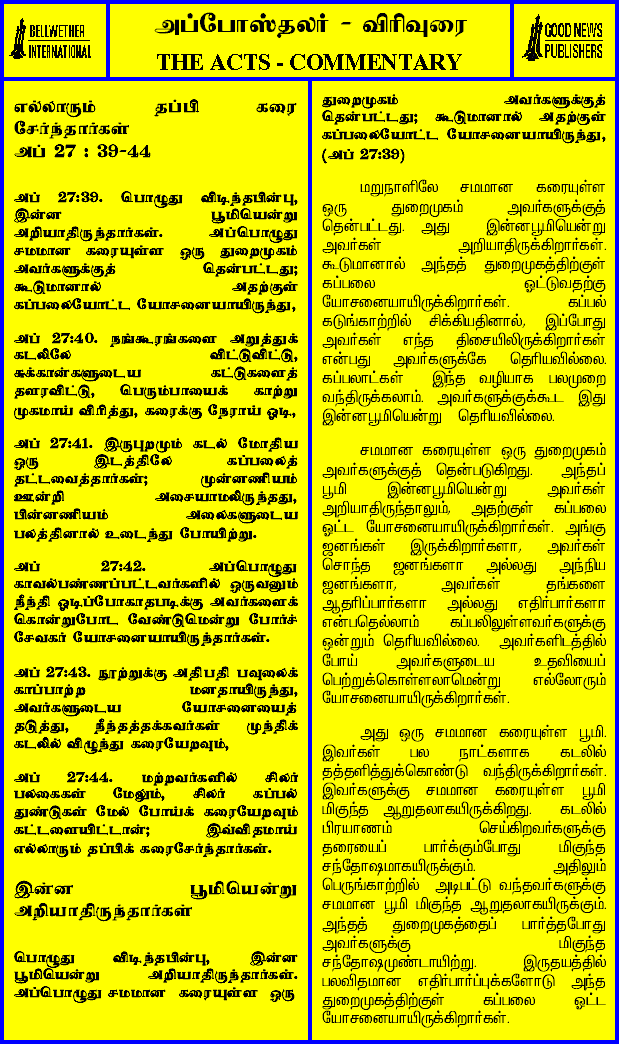 BELLWETHER
INTERNATIONAL
அப்போஸ்தலர் - விரிவுரை
THE ACTS - COMMENTARY
GOOD NEWS
PUBLISHERS
எல்லாரும் தப்பி கரை
சேர்ந்தார்கள்
அப் 27 : 39-44
அப் 27:39. பொழுது விடிந்தபின்பு,
இன்ன பூமியென்று
அறியாதிருந்தார்கள். அப்பொழுது
சமமான கரையுள்ள ஒரு துறைமுகம்
அவர்களுக்குத் தென்பட்டது;
கூடுமானால் அதற்குள்
கப்பலையோட்ட யோசனையாயிருந்து,
அப் 27:40. நங்கூரங்களை அறுத்துக்
கடலிலே விட்டுவிட்டு,
சுக்கான்களுடைய கட்டுகளைத்
தளரவிட்டு, பெரும்பாயைக் காற்று
முகமாய் விரித்து, கரைக்கு நேராய் ஓடி,
அப் 27:41. இருபுறமும் கடல் மோதிய
ஒரு இடத்திலே கப்பலைத்
தட்டவைத்தார்கள்; முன்னணியம்
ஊன்றி அசையாமலிருந்தது,
பின்னணியம் அலைகளுடைய
பலத்தினால் உடைந்து போயிற்று.
அப் 27:42. அப்பொழுது
காவல்பண்ணப்பட்டவர்களில் ஒருவனும்
நீந்தி ஓடிப்போகாதபடிக்கு அவர்களைக்
கொன்றுபோட வேண்டுமென்று போர்ச்
சேவகர் யோசனையாயிருந்தார்கள்.
அப் 27:43. நூற்றுக்கு அதிபதி பவுலைக்
காப்பாற்ற மனதாயிருந்து,
அவர்களுடைய யோசனையைத்
தடுத்து, நீந்தத்தக்கவர்கள் முந்திக்
கடலில் விழுந்து கரையேறவும்,
அப் 27:44. மற்றவர்களில் சிலர்
பலகைகள் மேலும், சிலர் கப்பல்
துண்டுகள் மேல் போய்க் கரையேறவும்
கட்டளையிட்டான்; இவ்விதமாய்
எல்லாரும் தப்பிக் கரைசேர்ந்தார்கள்.
இன்ன பூமியென்று
அறியாதிருந்தார்கள்
பொழுது விடிந்தபின்பு, இன்ன
பூமியென்று அறியாதிருந்தார்கள்.
அப்பொழுது சமமான கரையுள்ள ஒரு
துறைமுகம் அவர்களுக்குத்
தென்பட்டது; கூடுமானால் அதற்குள்
கப்பலையோட்ட யோசனையாயிருந்து,
(அப் 27:39)
மறுநாளிலே சமமான கரையுள்ள
ஒரு துறைமுகம் அவர்களுக்குத்
தென்பட்டது. அது இன்னபூமியென்று
அவர்கள் அறியாதிருக்கிறார்கள்.
கூடுமானால் அந்தத் துறைமுகத்திற்குள்
கப்பலை ஓட்டுவதற்கு
யோசனையாயிருக்கிறார்கள். கப்பல்
கடுங்காற்றில் சிக்கியதினால், இப்போது
அவர்கள் எந்த திசையிலிருக்கிறார்கள்
என்பது அவர்களுக்கே தெரியவில்லை.
கப்பலாட்கள் இந்த வழியாக பலமுறை
வந்திருக்கலாம். அவர்களுக்குக்கூட இது
இன்னபூமியென்று தெரியவில்லை.
சமமான கரையுள்ள ஒரு துறைமுகம்
அவர்களுக்குத் தென்படுகிறது. அந்தப்
பூமி இன்னபூமியென்று அவர்கள்
அறியாதிருந்தாலும், அதற்குள் கப்பலை
ஓட்ட யோசனையாயிருக்கிறார்கள். அங்கு
ஜனங்கள் இருக்கிறார்களா, அவர்கள்
சொந்த ஜனங்களா அல்லது அந்நிய
ஜனங்களா, அவர்கள் தங்களை
ஆதரிப்பார்களா அல்லது எதிர்பார்களா
என்பதெல்லாம் கப்பலிலுள்ளவர்களுக்கு
ஒன்றும் தெரியவில்லை. அவர்களிடத்தில்
போய் அவர்களுடைய உதவியைப்
பெற்றுக்கொள்ளலாமென்று எல்லோரும்
யோசனையாயிருக்கிறார்கள்.
அது ஒரு சமமான கரையுள்ள பூமி.
இவர்கள் பல நாட்களாக கடலில்
தத்தளித்துக்கொண்டு வந்திருக்கிறார்கள்.
இவர்களுக்கு சமமான கரையுள்ள பூமி
மிகுந்த ஆறுதலாகயிருக்கிறது. கடலில்
பிரயாணம் செய்கிறவர்களுக்கு
தரையைப் பார்க்கும்போது மிகுந்த
சந்தோஷமாகயிருக்கும். அதிலும்
பெருங்காற்றில் அடிபட்டு வந்தவர்களுக்கு
சமமான பூமி மிகுந்த ஆறுதலாகயிருக்கும்.
அந்தத் துறைமுகத்தைப் பார்த்தபோது
அவர்களுக்கு மிகுந்த
சந்தோஷமுண்டாயிற்று. இருதயத்தில்
பலவிதமான எதிர்பார்ப்புக்களோடு அந்த
துறைமுகத்திற்குள் கப்பலை ஓட்ட
யோசனையாயிருக்கிறார்கள்.